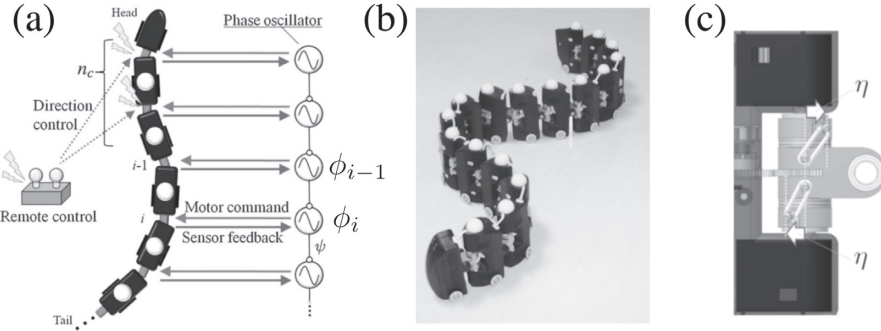 (a)
Head
Phase oscillator
n_c
Direction
control
i-1
ϕ_{i−1}
Remote control
Motor command
i
ϕ_i
Sensor feedback
ψ
Tail
(b)
(c)
η
η